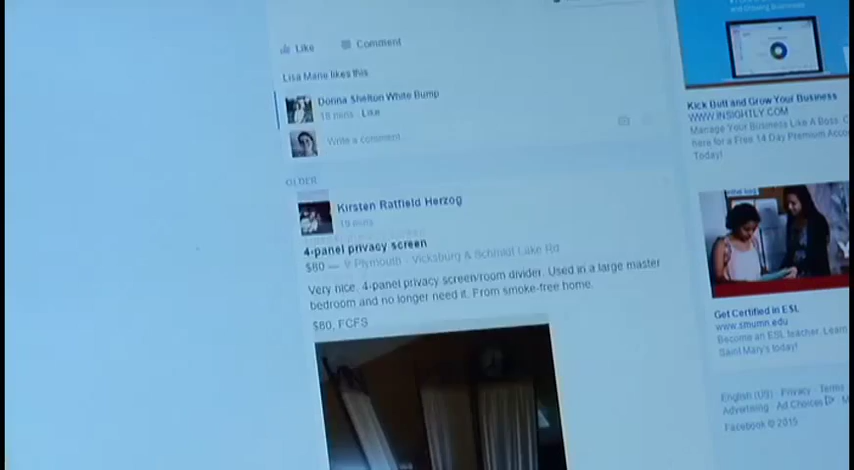 Like Comment
Lisa Marie likes this.
Donna Shelton White Bump
18 mins · Like
Write a comment...
OLDER
Kirsten Ratfield Herzog
19 mins
4-panel privacy screen
$80 — Plymouth · Vicksburg & Schmidt Lake Rd
Very nice. 4-panel privacy screen/room divider. Used in a large master
bedroom and no longer need it. From smoke-free home.
$80, FCFS
and Growing Businesses
Kick Butt and Grow Your Business
WWW.INSIGHTLY.COM
Manage Your Business Like A Boss.
here for a Free 14 Day Premium
Today!
Get Certified in ESL
www.smumn.edu
Become an ESL teacher. Learn
Saint Mary's today!
English (US) · Privacy · Terms
Advertising · Ad Choices
Facebook © 2015